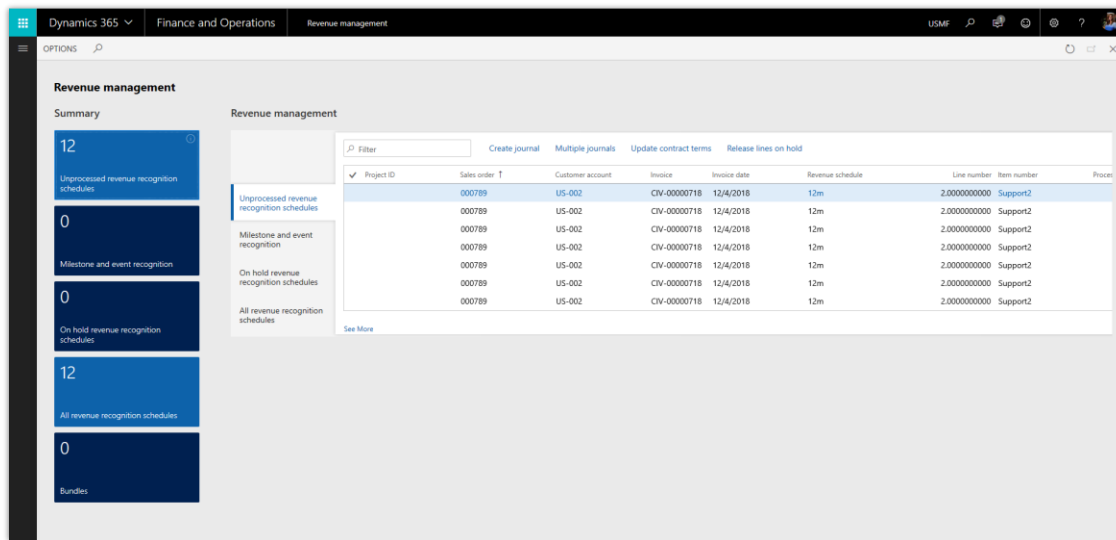 Dynamics 365 Finance and Operations Revenue management USMF
OPTIONS
Revenue management
Summary
12
Unprocessed revenue recognition
schedules
0
Milestone and event recognition
0
On hold revenue recognition
schedules
12
All revenue recognition schedules
0
Bundles
Revenue management
Unprocessed revenue
recognition schedules
Milestone and event
recognition
On hold revenue
recognition schedules
All revenue recognition
schedules
Filter Create journal Multiple journals Update contract terms Release lines on hold
Project ID Sales order ↑ Customer account Invoice Invoice date Revenue schedule Line number Item number Proces
000789 US-002 CIV-00000718 12/4/2018 12m 2.0000000000 Support2
000789 US-002 CIV-00000718 12/4/2018 12m 2.0000000000 Support2
000789 US-002 CIV-00000718 12/4/2018 12m 2.0000000000 Support2
000789 US-002 CIV-00000718 12/4/2018 12m 2.0000000000 Support2
000789 US-002 CIV-00000718 12/4/2018 12m 2.0000000000 Support2
000789 US-002 CIV-00000718 12/4/2018 12m 2.0000000000 Support2
000789 US-002 CIV-00000718 12/4/2018 12m 2.0000000000 Support2
See More